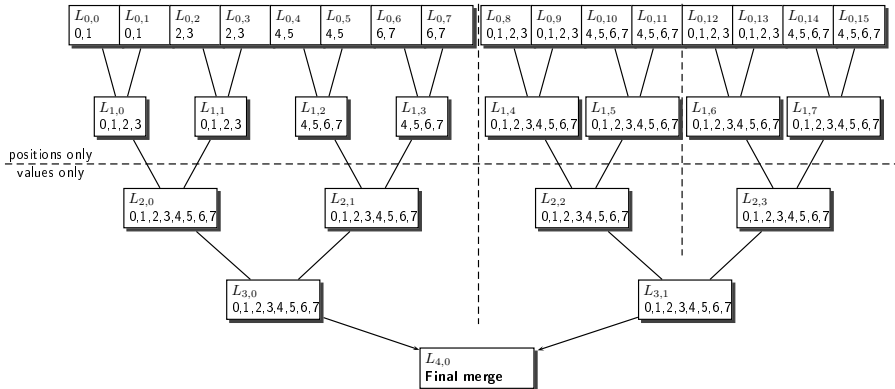 L0,0 L0,1 L0,2 L0,3 L0,4 L0,5 L0,6 L0,7 L0,8 L0,9 L0,10 L0,11 L0,12 L0,13 L0,14 L0,15
0,1 0,1 2,3 2,3 4,5 4,5 6,7 6,7 0,1,2,3 0,1,2,3 4,5,6,7 4,5,6,7 0,1,2,3 0,1,2,3 4,5,6,7 4,5,6,7
L1,0 L1,1 L1,2 L1,3 L1,4 L1,5 L1,6 L1,7
0,1,2,3 0,1,2,3 4,5,6,7 4,5,6,7 0,1,2,3,4,5,6,7 0,1,2,3,4,5,6,7 0,1,2,3,4,5,6,7 0,1,2,3,4,5,6,7
positions only
values only
L2,0 L2,1 L2,2 L2,3
0,1,2,3,4,5,6,7 0,1,2,3,4,5,6,7 0,1,2,3,4,5,6,7 0,1,2,3,4,5,6,7
L3,0 L3,1
0,1,2,3,4,5,6,7 0,1,2,3,4,5,6,7
L4,0
Final merge